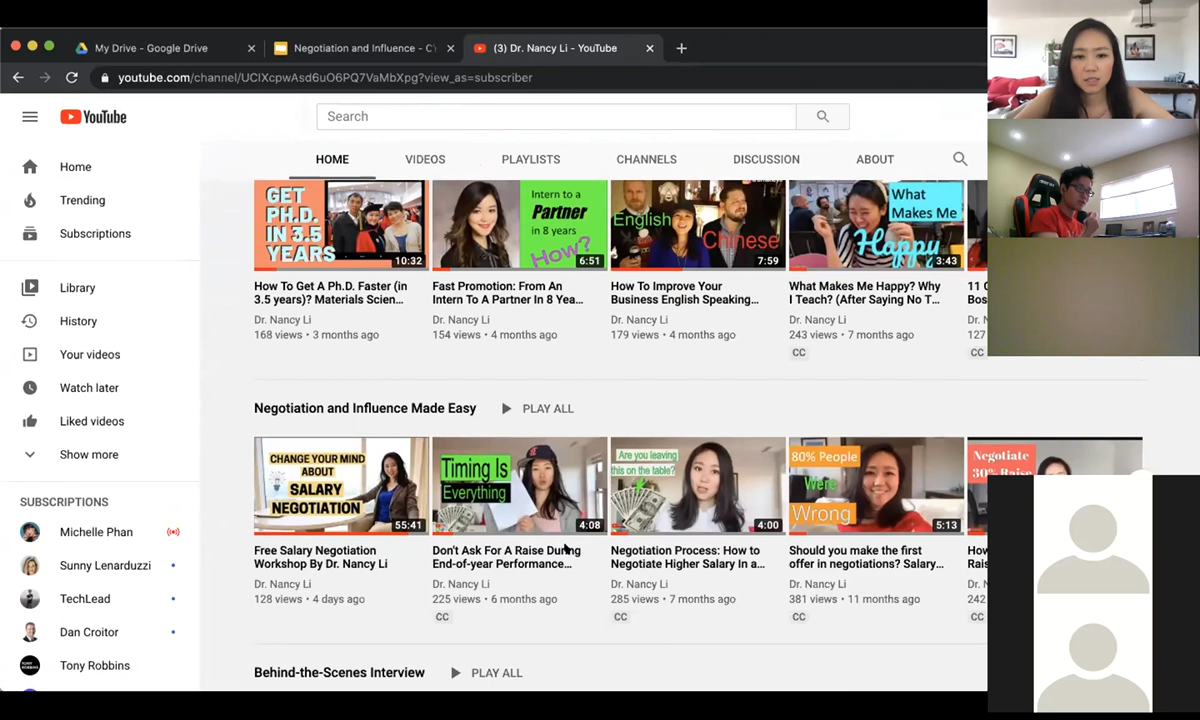 My Drive - Google Drive
Negotiation and Influence - C
(3) Dr. Nancy Li - YouTube
youtube.com/channel/UCIXcpwAsd6uO6PQ7VaMbXpg?view_as=subscriber
YouTube
Search
HOME
VIDEOS
PLAYLISTS
CHANNELS
DISCUSSION
ABOUT
Home
Trending
Subscriptions
Library
History
Your videos
Watch later
Liked videos
Show more
SUBSCRIPTIONS
Michelle Phan
Sunny Lenarduzzi
TechLead
Dan Croitor
Tony Robbins
GET
PH.D.
IN 3.5
YEARS
10:32
How To Get A Ph.D. Faster (in
3.5 years)? Materials Scien...
Dr. Nancy Li
168 views • 3 months ago
Intern to a
Partner
in 8 years
How?
6:51
Fast Promotion: From An
Intern To A Partner In 8 Yea...
Dr. Nancy Li
154 views • 4 months ago
English
Chinese
7:59
How To Improve Your
Business English Speaking...
Dr. Nancy Li
179 views • 4 months ago
What
Makes Me
Happy
3:43
What Makes Me Happy? Why
I Teach? (After Saying No T...
Dr. Nancy Li
243 views • 7 months ago
CC
11
Bos
Dr. N
127
CC
Negotiation and Influence Made Easy
PLAY ALL
CHANGE YOUR MIND
ABOUT
SALARY
NEGOTIATION
55:41
Free Salary Negotiation
Workshop By Dr. Nancy Li
Dr. Nancy Li
128 views • 4 days ago
Timing Is
Everything
4:08
Don't Ask For A Raise During
End-of-year Performance...
Dr. Nancy Li
225 views • 6 months ago
CC
Are you leaving
this on the table?
4:00
Negotiation Process: How to
Negotiate Higher Salary In a...
Dr. Nancy Li
285 views • 7 months ago
CC
80% People
Were
Wrong
5:13
Should you make the first
offer in negotiations? Salary...
Dr. Nancy Li
381 views • 11 months ago
CC
Negotiate
30% Raise
How
Rais
Dr. N
242
CC
Behind-the-Scenes Interview
PLAY ALL